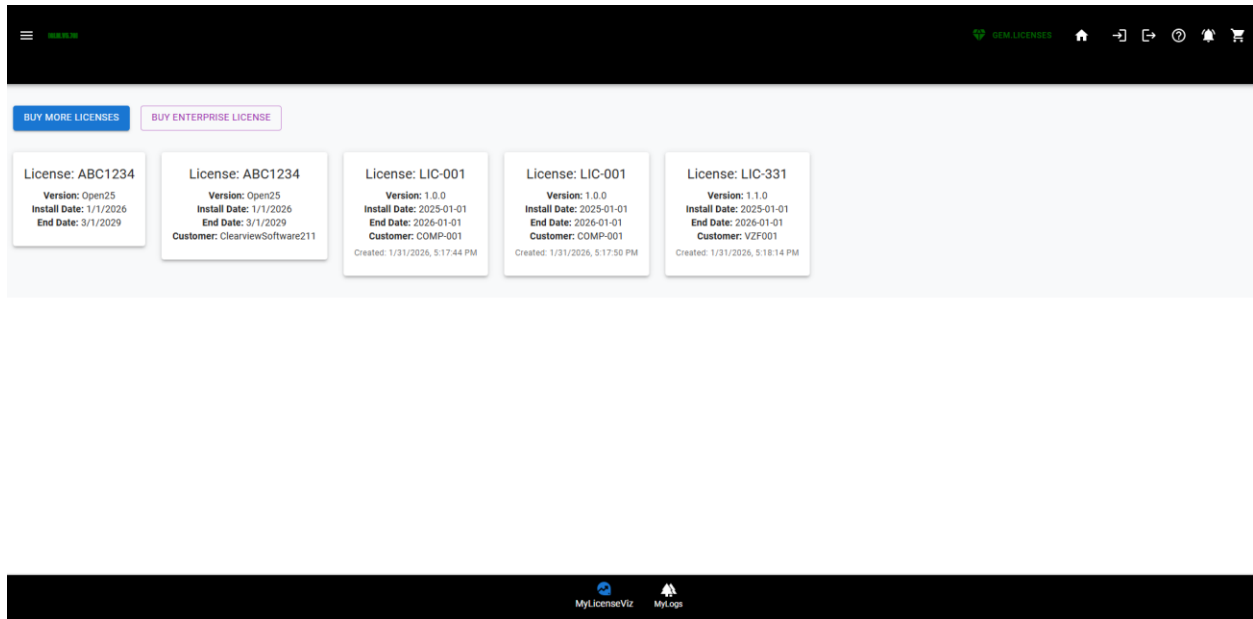 GEM.LICENSES
BUY MORE LICENSES
BUY ENTERPRISE LICENSE
License: ABC1234
Version: Open25
Install Date: 1/1/2026
End Date: 3/1/2029
License: ABC1234
Version: Open25
Install Date: 1/1/2026
End Date: 3/1/2029
Customer: ClearviewSoftware211
License: LIC-001
Version: 1.0.0
Install Date: 2025-01-01
End Date: 2026-01-01
Customer: COMP-001
Created: 1/31/2026, 5:17:44 PM
License: LIC-001
Version: 1.0.0
Install Date: 2025-01-01
End Date: 2026-01-01
Customer: COMP-001
Created: 1/31/2026, 5:17:50 PM
License: LIC-331
Version: 1.1.0
Install Date: 2025-01-01
End Date: 2026-01-01
Customer: VZF001
Created: 1/31/2026, 5:18:14 PM
MyLicenseViz
MyLogs